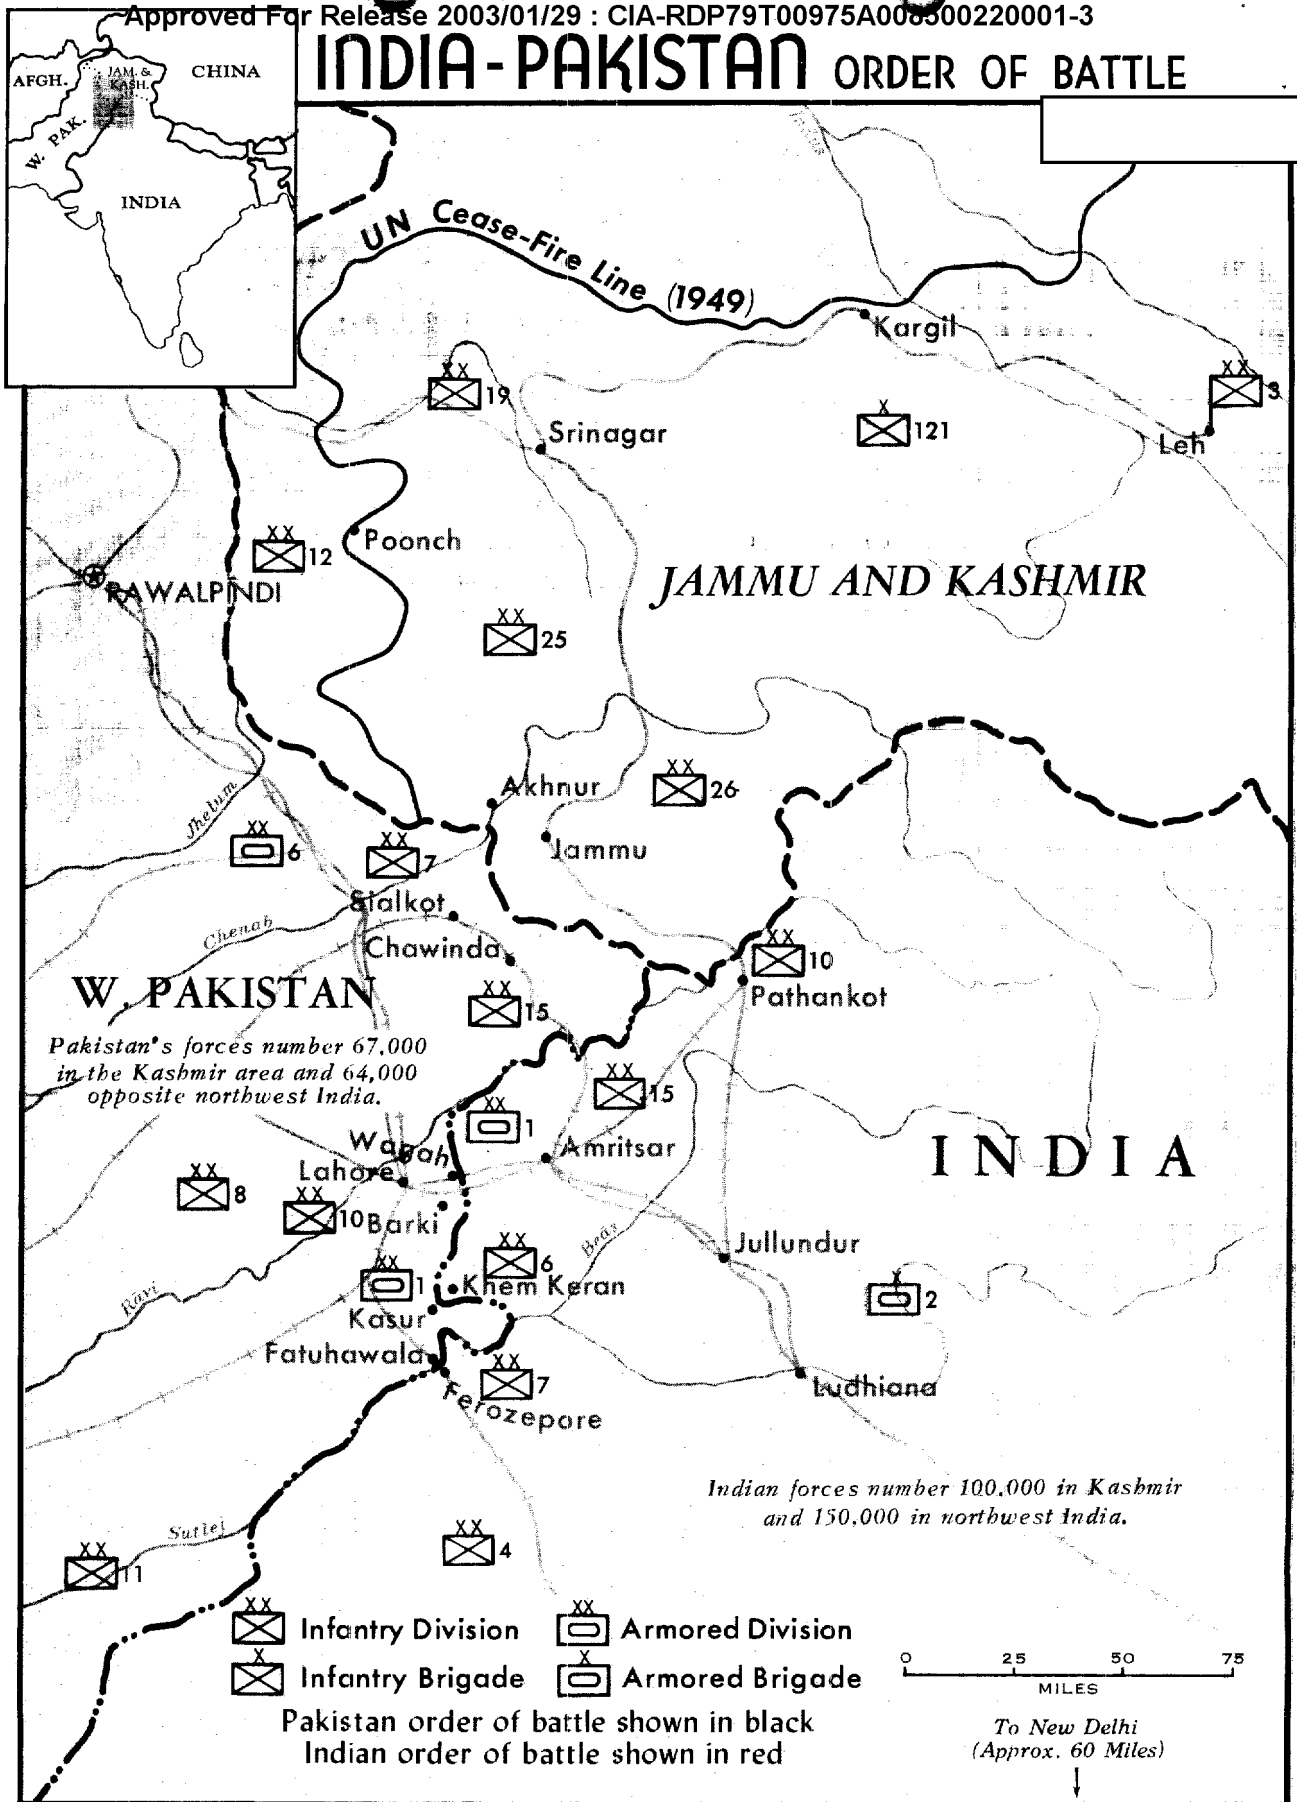 Approved For Release 2003/01/29 : CIA-RDP79T00975A008500220001-3
INDIA-PAKISTAN ORDER OF BATTLE
AFGH.
JAM. &
KASH.
CHINA
W. PAK.
INDIA
UN Cease-Fire Line (1949)
Kargil
19
3
Srinagar
121
Leh
12
Poonch
RAWALPINDI
JAMMU AND KASHMIR
25
Akhnur
26
Jhelum
6
7
Jammu
Sialkot
Chenab
Chawinda
10
W. PAKISTAN
Pathankot
15
Pakistan's forces number 67,000
in the Kashmir area and 64,000
opposite northwest India.
15
1
Wagah
Amritsar
INDIA
Lahore
8
10
Barki
Beas
Jullundur
6
1
Khem Keran
2
Ravi
Kasur
Fatuhawala
7
Ludhiana
Ferozepore
Indian forces number 100,000 in Kashmir
and 150,000 in northwest India.
Sutlej
4
11
XX Infantry Division
XX Armored Division
X Infantry Brigade
X Armored Brigade
0 25 50 75
MILES
Pakistan order of battle shown in black
Indian order of battle shown in red
To New Delhi
(Approx. 60 Miles)